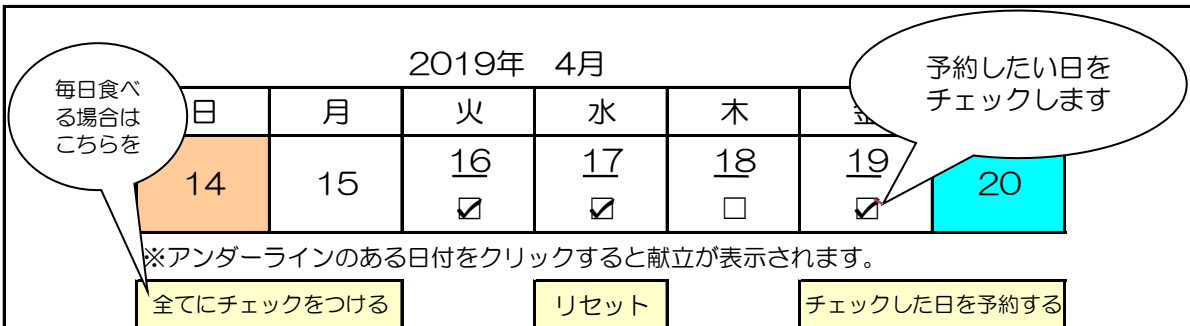 2019年 4月
毎日食べ
る場合は
こちらを
予約したい日を
チェックします
日 月 火 水 木 金
14 15 16 17 18 19 20
※アンダーラインのある日付をクリックすると献立が表示されます。
全てにチェックをつける リセット チェックした日を予約する